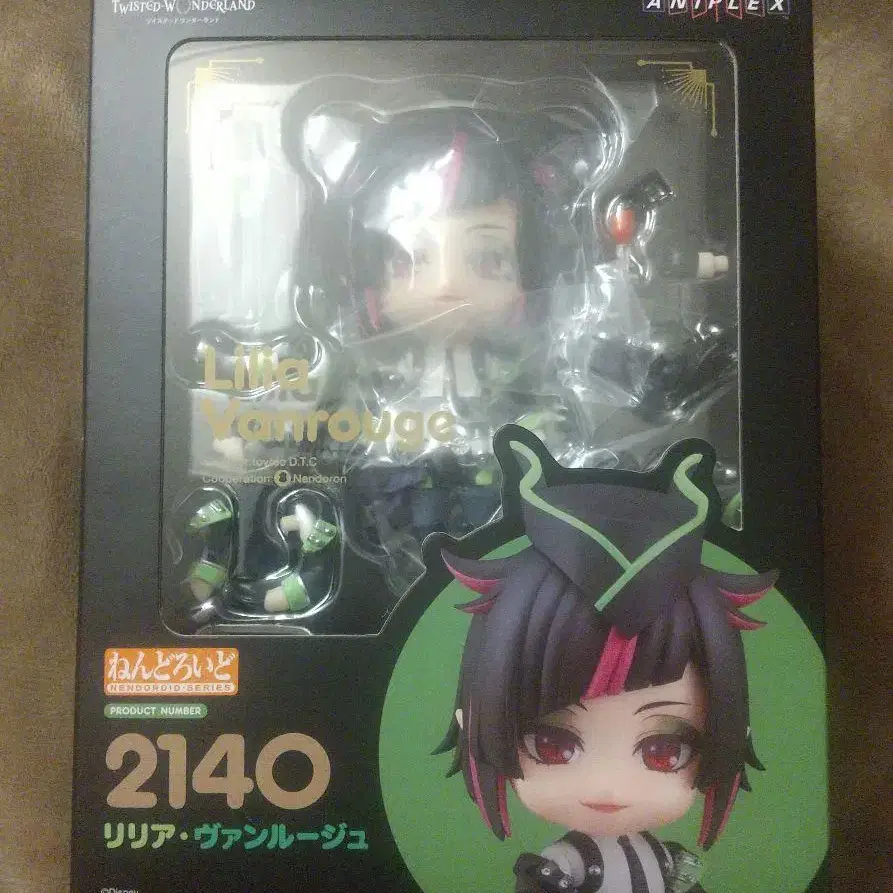 TWISTED-WONDERLAND
ツイステッドワンダーランド
ANIPLEX
Lilia
Vanrouge
D.T.C
Cooperation: Nendoron
ねんどろいど
NENDOROID·SERIES
PRODUCT NUMBER
2140
リリア・ヴァンルージュ
©Disney